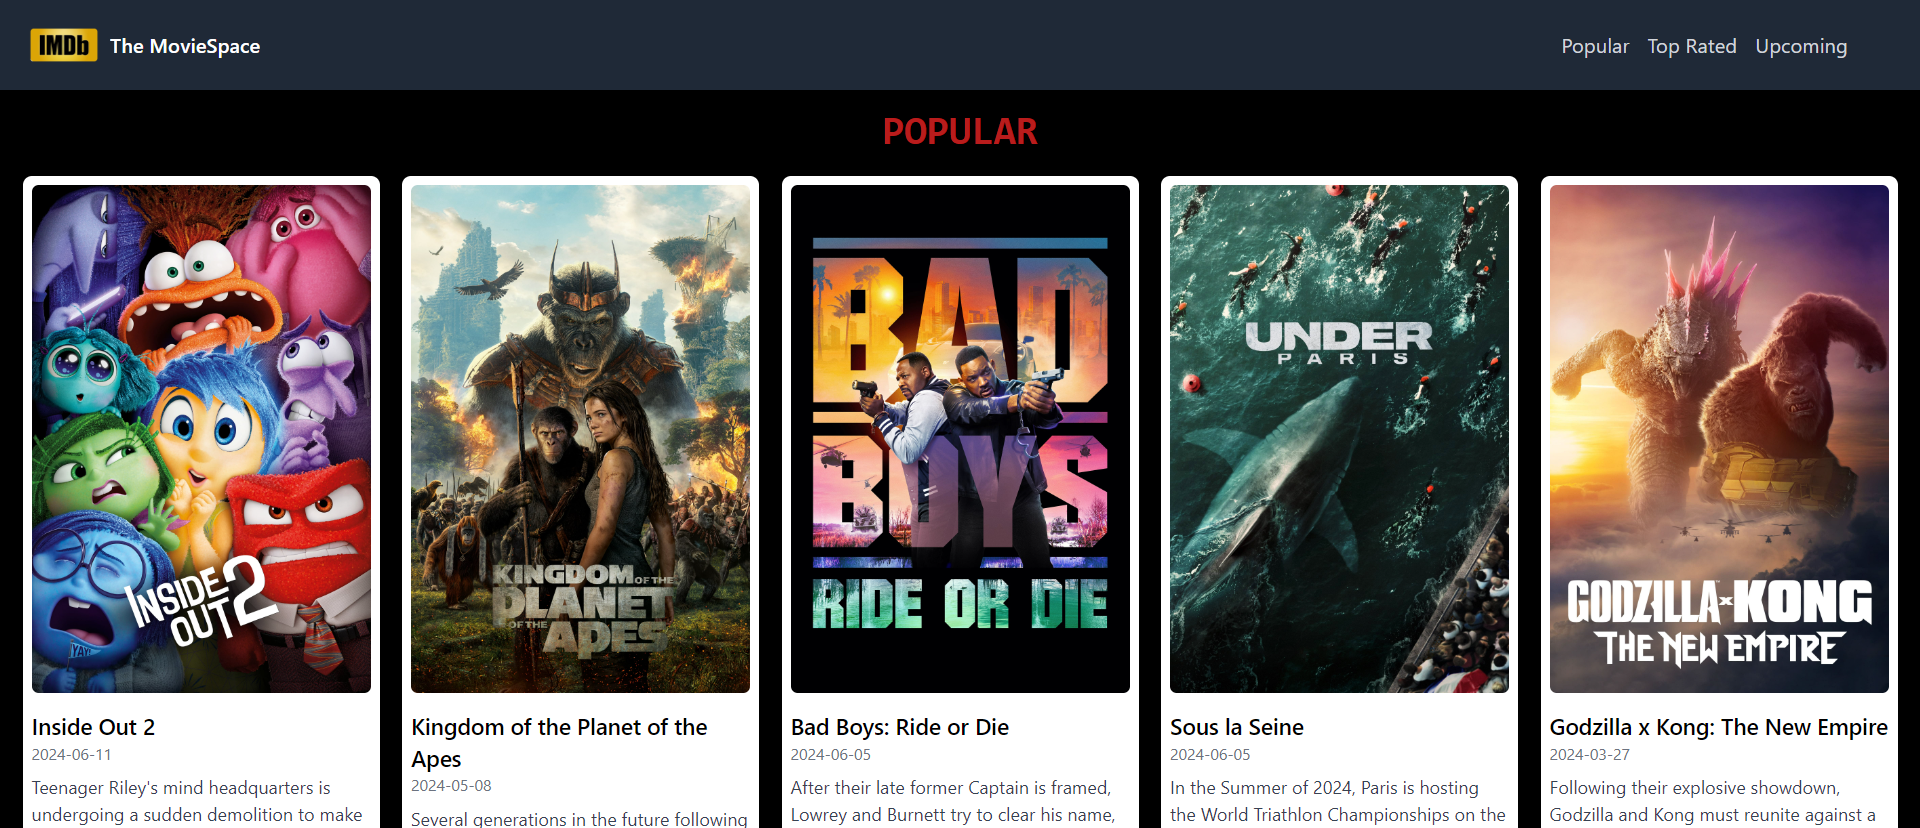 IMDb The MovieSpace
Popular Top Rated Upcoming
POPULAR
INSIDE
OUT 2
YAY!
Inside Out 2
2024-06-11
Teenager Riley's mind headquarters is
undergoing a sudden demolition to make
KINGDOM OF THE
PLANET
OF THE APES
Kingdom of the Planet of the
Apes
2024-05-08
Several generations in the future following
BAD
BOYS
RIDE OR DIE
Bad Boys: Ride or Die
2024-06-05
After their late former Captain is framed,
Lowrey and Burnett try to clear his name,
UNDER
PARIS
Sous la Seine
2024-06-05
In the Summer of 2024, Paris is hosting
the World Triathlon Championships on the
GODZILLA x KONG
THE NEW EMPIRE
Godzilla x Kong: The New Empire
2024-03-27
Following their explosive showdown,
Godzilla and Kong must reunite against a